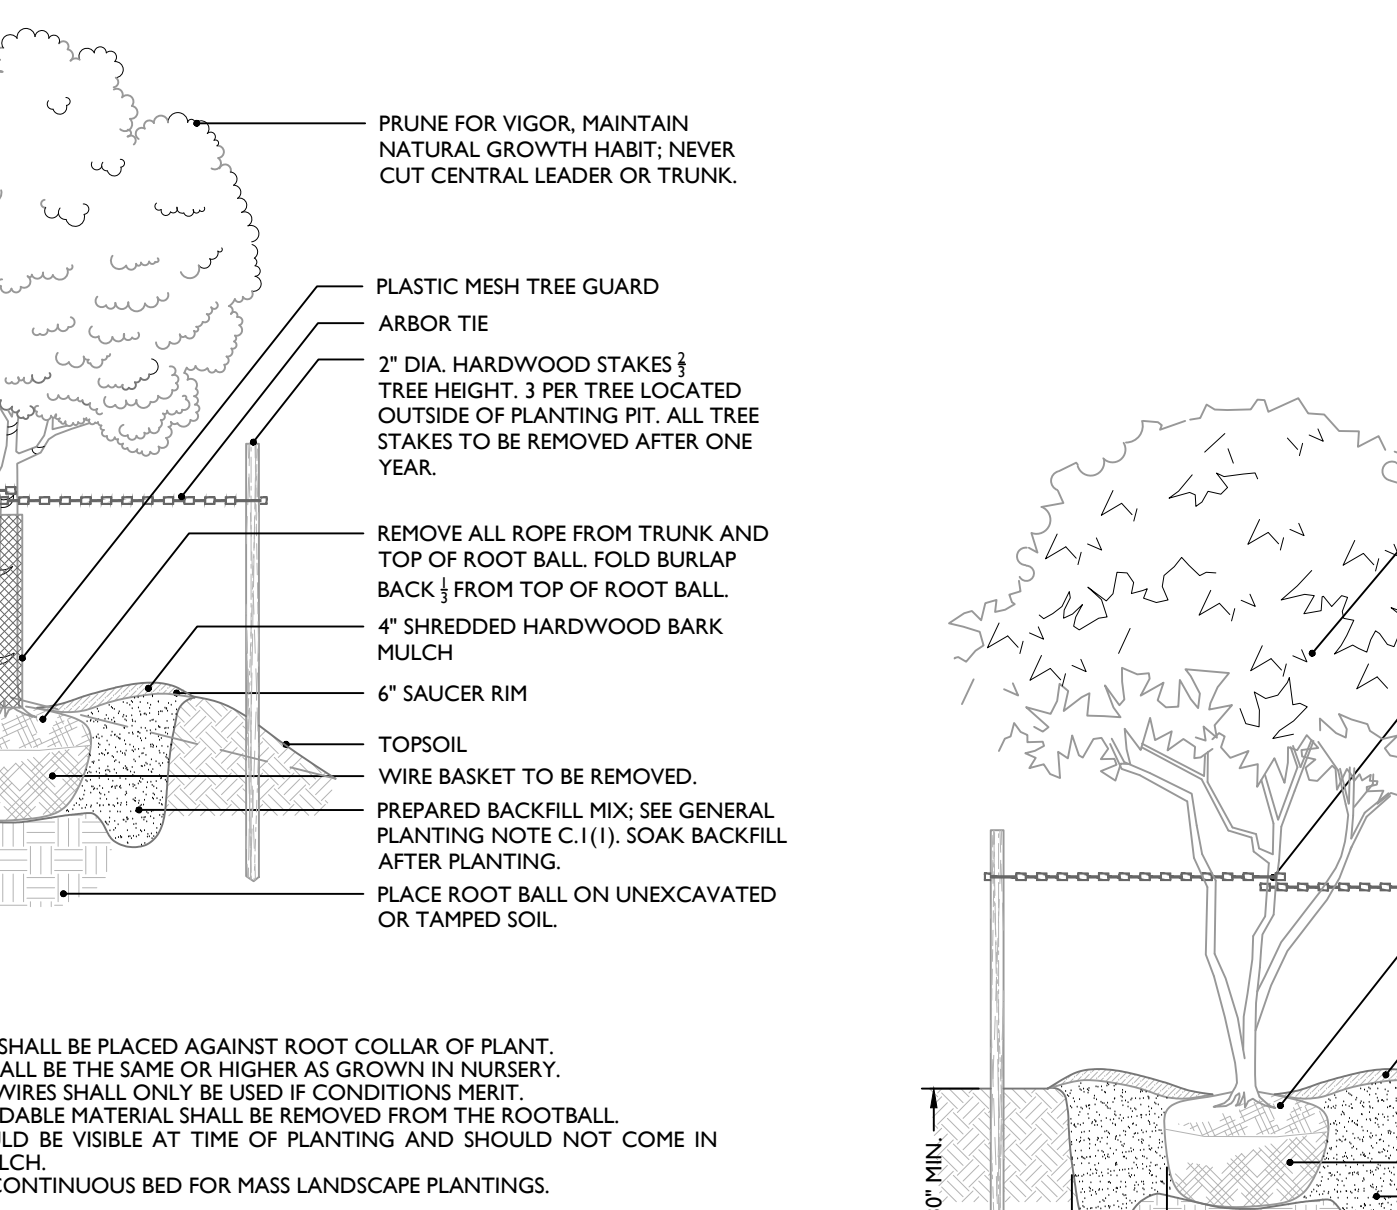 PRUNE FOR VIGOR, MAINTAIN
NATURAL GROWTH HABIT; NEVER
CUT CENTRAL LEADER OR TRUNK.
PLASTIC MESH TREE GUARD
ARBOR TIE
2" DIA. HARDWOOD STAKES 2/3
TREE HEIGHT. 3 PER TREE LOCATED
OUTSIDE OF PLANTING PIT. ALL TREE
STAKES TO BE REMOVED AFTER ONE
YEAR.
REMOVE ALL ROPE FROM TRUNK AND
TOP OF ROOT BALL. FOLD BURLAP
BACK 1/3 FROM TOP OF ROOT BALL.
4" SHREDDED HARDWOOD BARK
MULCH
6" SAUCER RIM
TOPSOIL
WIRE BASKET TO BE REMOVED.
PREPARED BACKFILL MIX; SEE GENERAL
PLANTING NOTE C.1(1). SOAK BACKFILL
AFTER PLANTING.
PLACE ROOT BALL ON UNEXCAVATED
OR TAMPED SOIL.
SHALL BE PLACED AGAINST ROOT COLLAR OF PLANT.
ALL BE THE SAME OR HIGHER AS GROWN IN NURSERY.
WIRES SHALL ONLY BE USED IF CONDITIONS MERIT.
DABLE MATERIAL SHALL BE REMOVED FROM THE ROOTBALL.
LD BE VISIBLE AT TIME OF PLANTING AND SHOULD NOT COME IN
LCH.
CONTINUOUS BED FOR MASS LANDSCAPE PLANTINGS.
0" MIN.